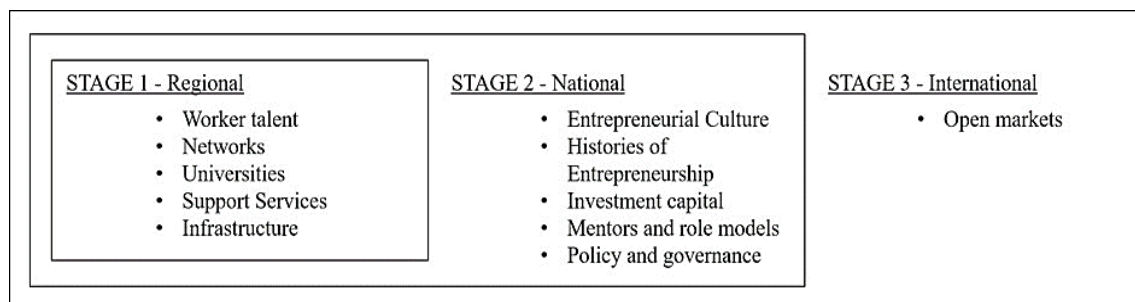 STAGE 1 - Regional
• Worker talent
• Networks
• Universities
• Support Services
• Infrastructure
STAGE 2 - National
• Entrepreneurial Culture
• Histories of
Entrepreneurship
• Investment capital
• Mentors and role models
• Policy and governance
STAGE 3 - International
• Open markets